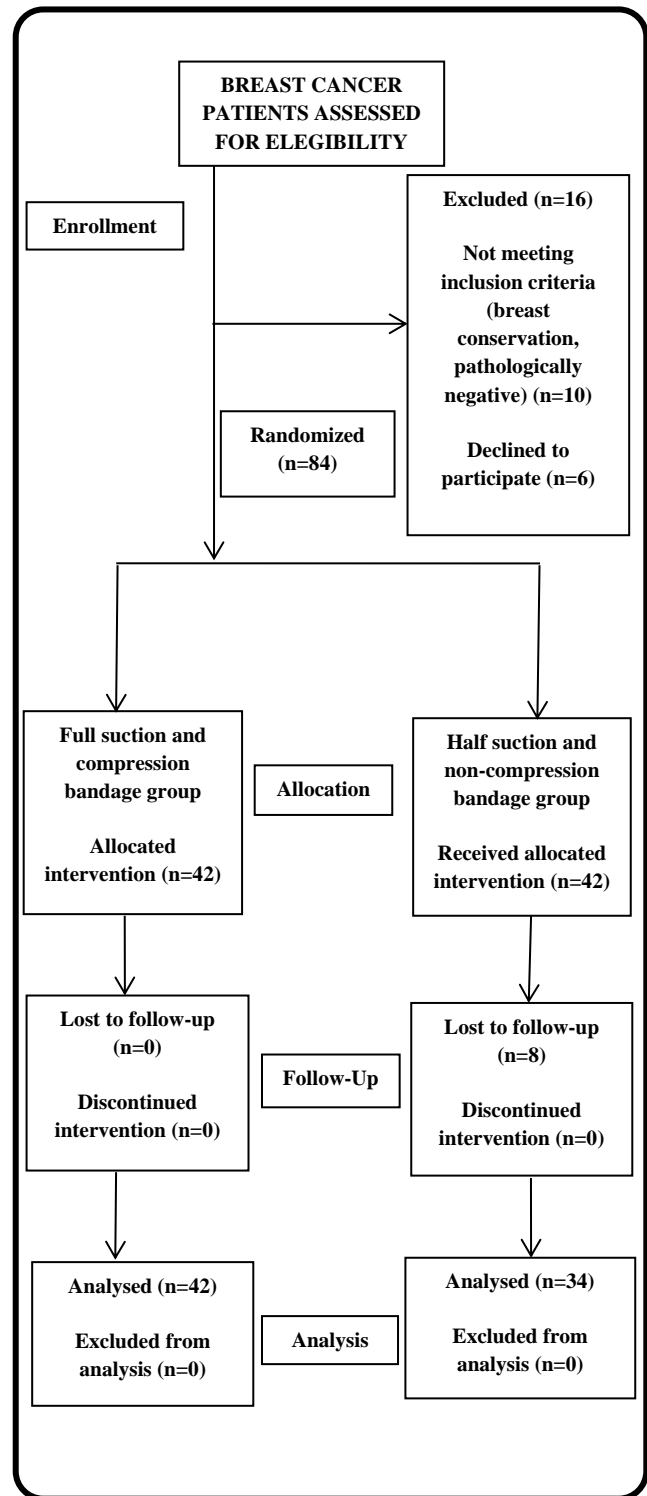 BREAST CANCER
PATIENTS ASSESSED
FOR ELEGIBILITY
Enrollment
Excluded (n=16)
Not meeting
inclusion criteria
(breast
conservation,
pathologically
negative) (n=10)
Declined to
participate (n=6)
Randomized
(n=84)
Full suction and
compression
bandage group
Allocated
intervention (n=42)
Allocation
Half suction and
non-compression
bandage group
Received allocated
intervention (n=42)
Lost to follow-up
(n=0)
Discontinued
intervention (n=0)
Follow-Up
Lost to follow-up
(n=8)
Discontinued
intervention (n=0)
Analysed (n=42)
Excluded from
analysis (n=0)
Analysis
Analysed (n=34)
Excluded from
analysis (n=0)